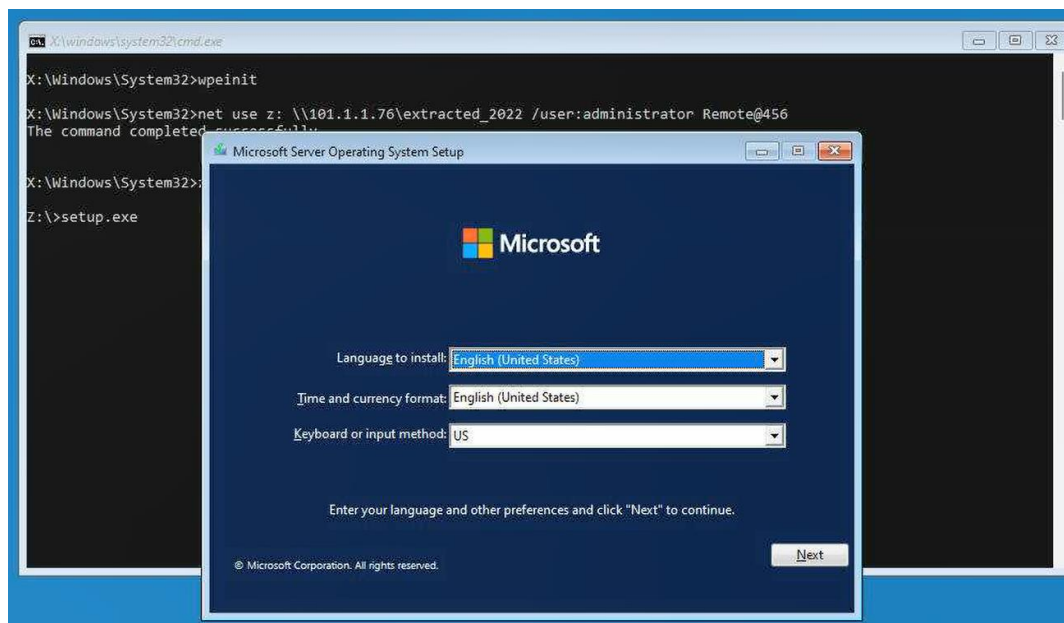 X:\windows\system32\cmd.exe
X:\Windows\System32>wpeinit
X:\Windows\System32>net use z: \\101.1.1.76\extracted_2022 /user:administrator Remote@456
The command completed successfully
X:\Windows\System32>
Z:\>setup.exe
Microsoft Server Operating System Setup
Microsoft
Language to install: English (United States)
Time and currency format: English (United States)
Keyboard or input method: US
Enter your language and other preferences and click "Next" to continue.
Next
© Microsoft Corporation. All rights reserved.